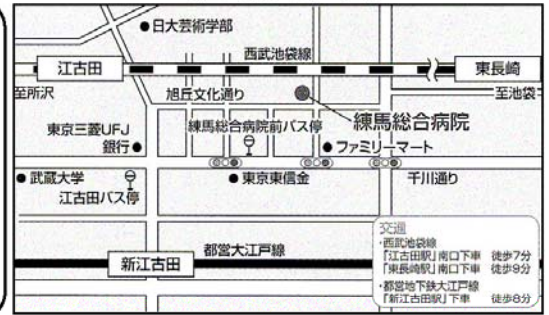 日大芸術学部
西武池袋線
江古田
東長崎
至所沢
旭丘文化通り
至池袋
練馬総合病院
東京三菱UFJ
銀行
練馬総合病院前バス停
ファミリーマート
武蔵大学
江古田バス停
東京東信金
千川通り
都営大江戸線
新江古田
交通
・西武池袋線
「江古田駅」南口下車 徒歩7分
「東長崎駅」南口下車 徒歩9分
・都営地下鉄大江戸線
「新江古田駅」下車 徒歩8分